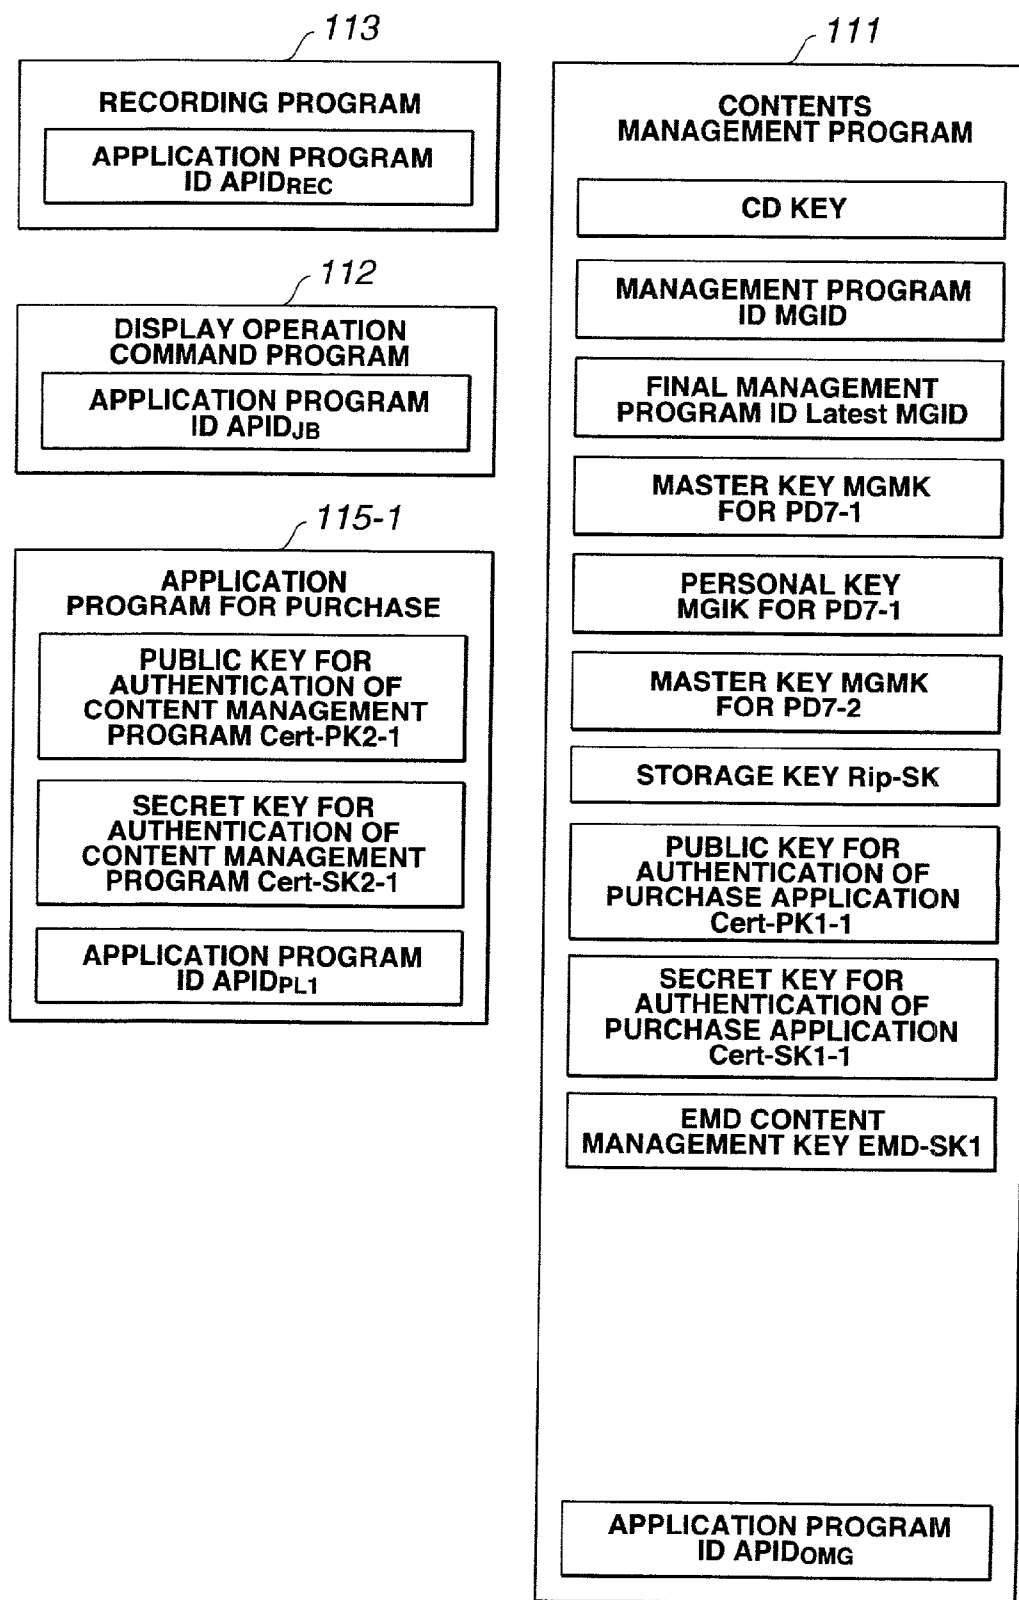 113
RECORDING PROGRAM
APPLICATION PROGRAM
ID APIDREC
112
DISPLAY OPERATION
COMMAND PROGRAM
APPLICATION PROGRAM
ID APIDJB
115-1
APPLICATION
PROGRAM FOR PURCHASE
PUBLIC KEY FOR
AUTHENTICATION OF
CONTENT MANAGEMENT
PROGRAM Cert-PK2-1
SECRET KEY FOR
AUTHENTICATION OF
CONTENT MANAGEMENT
PROGRAM Cert-SK2-1
APPLICATION PROGRAM
ID APIDPL1
111
CONTENTS
MANAGEMENT PROGRAM
CD KEY
MANAGEMENT PROGRAM
ID MGID
FINAL MANAGEMENT
PROGRAM ID Latest MGID
MASTER KEY MGMK
FOR PD7-1
PERSONAL KEY
MGIK FOR PD7-1
MASTER KEY MGMK
FOR PD7-2
STORAGE KEY Rip-SK
PUBLIC KEY FOR
AUTHENTICATION OF
PURCHASE APPLICATION
Cert-PK1-1
SECRET KEY FOR
AUTHENTICATION OF
PURCHASE APPLICATION
Cert-SK1-1
EMD CONTENT
MANAGEMENT KEY EMD-SK1
APPLICATION PROGRAM
ID APIDOMG